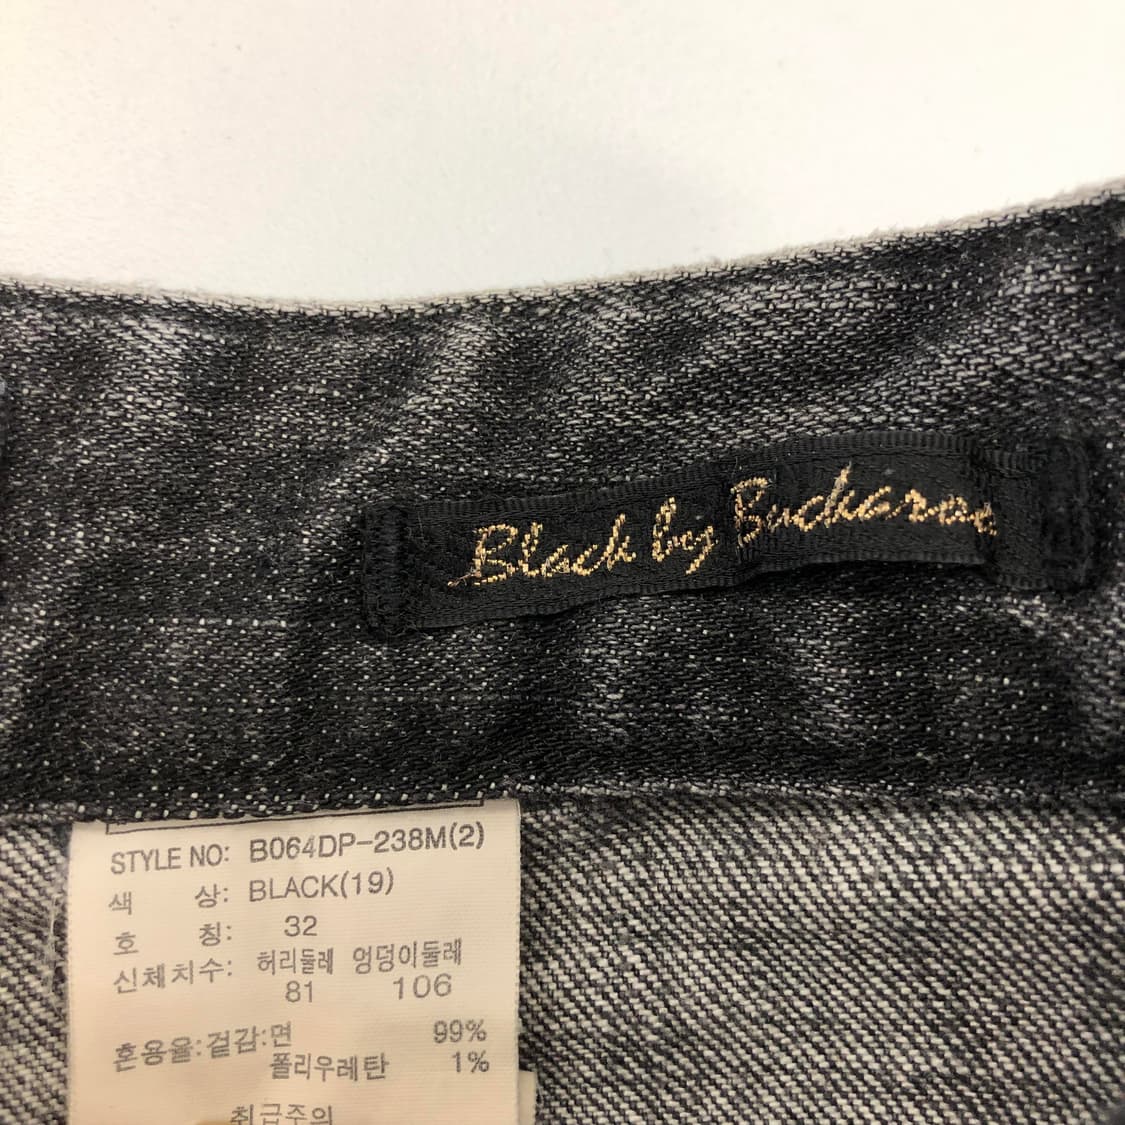 Black by Buckaroo
STYLE NO: B064DP-238M(2)
색 상: BLACK(19)
호 칭: 32
신체치수: 허리둘레 엉덩이둘레
81 106
혼용율:겉감:면 99%
폴리우레탄 1%
취급주의